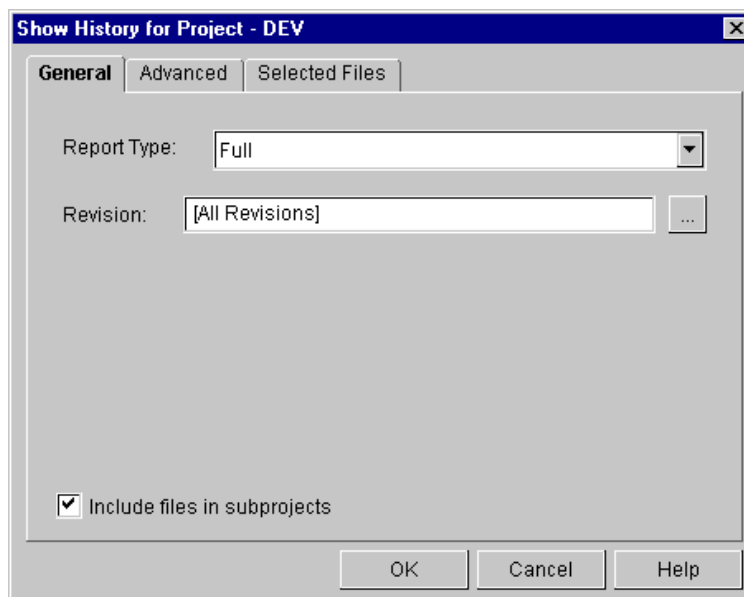 Show History for Project - DEV
General Advanced Selected Files
Report Type: Full
Revision: [All Revisions] ...
Include files in subprojects
OK Cancel Help